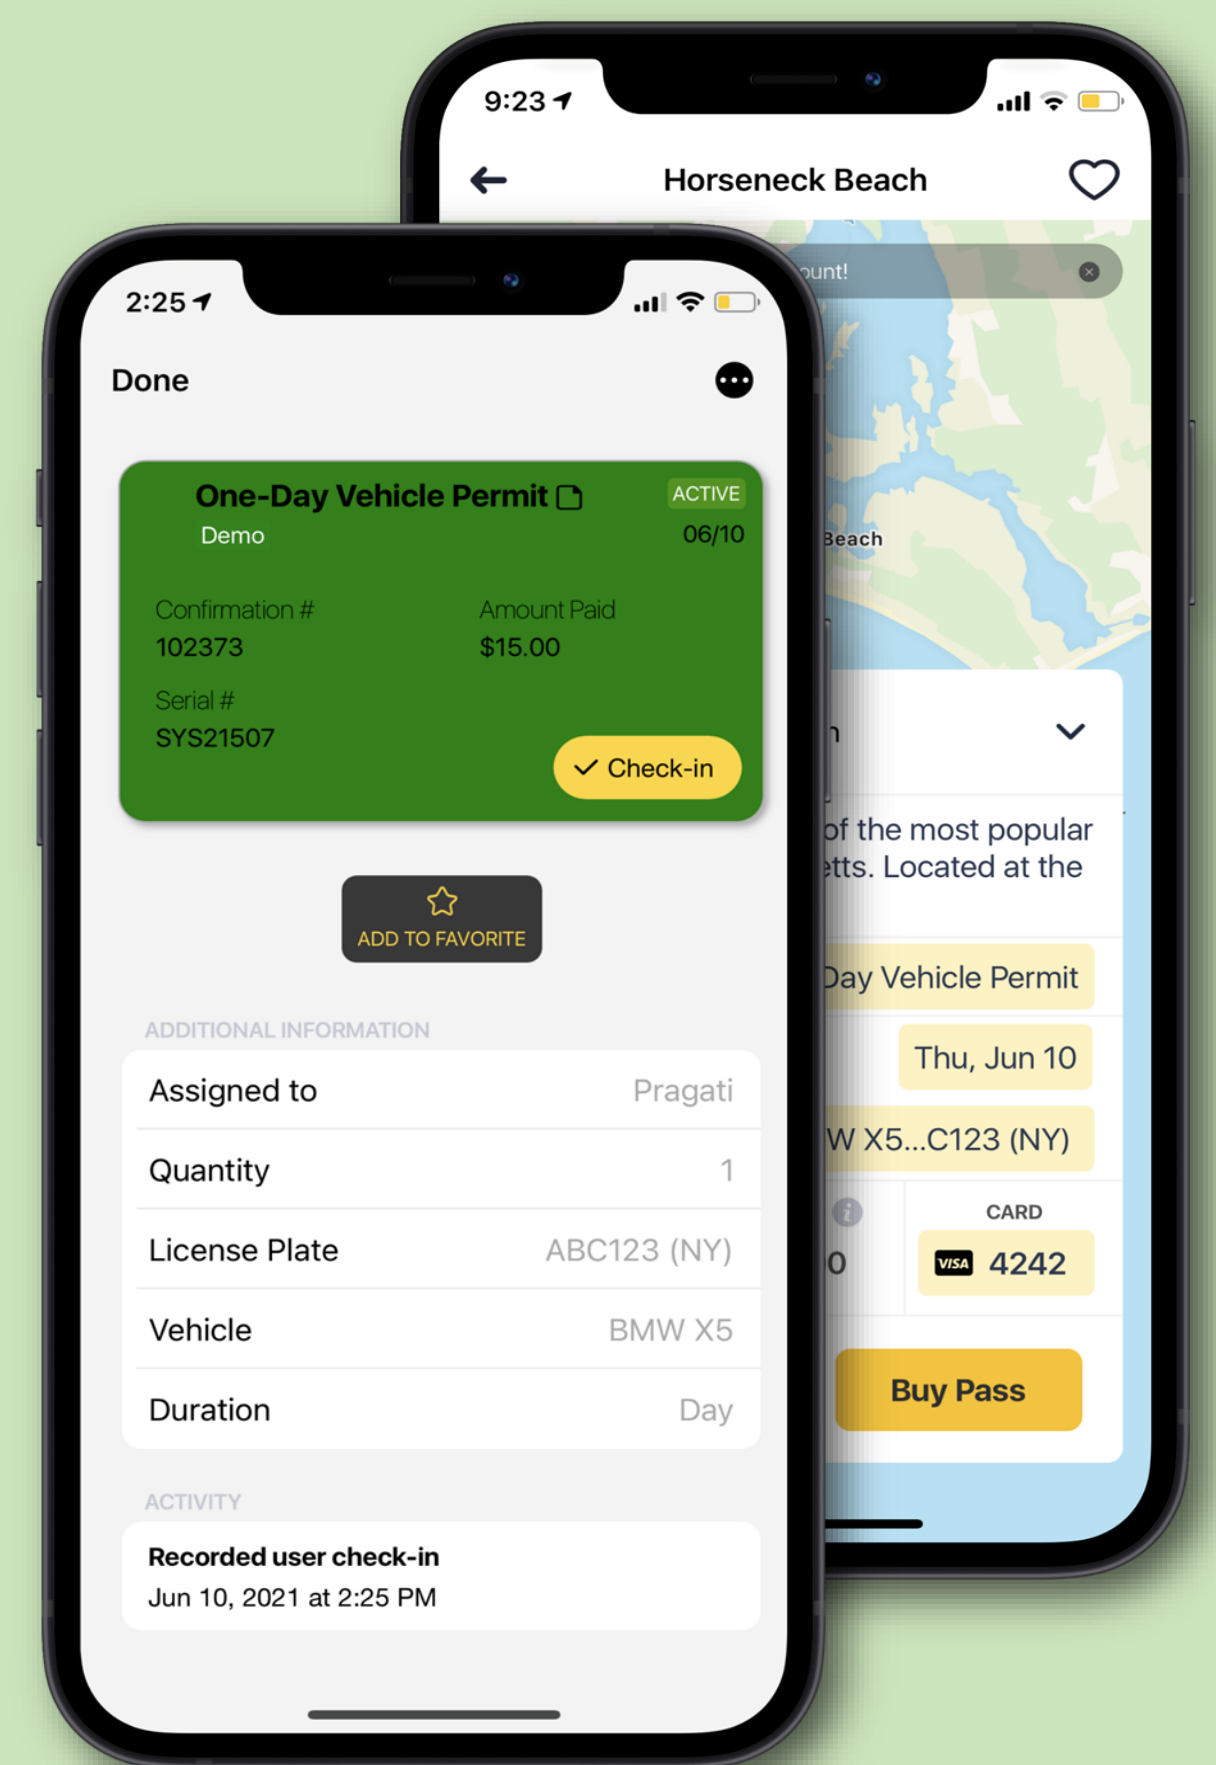 9:23
Horseneck Beach
2:25
Done
One-Day Vehicle Permit
ACTIVE
Demo
06/10
Confirmation #
Amount Paid
102373
$15.00
Serial #
SYS21507
Check-in
ADD TO FAVORITE
ADDITIONAL INFORMATION
Assigned to
Pragati
Quantity
1
License Plate
ABC123 (NY)
Vehicle
BMW X5
Duration
Day
ACTIVITY
Recorded user check-in
Jun 10, 2021 at 2:25 PM
Beach
of the most popular
Located at the
Day Vehicle Permit
Thu, Jun 10
X5...C123 (NY)
CARD
VISA 4242
Buy Pass